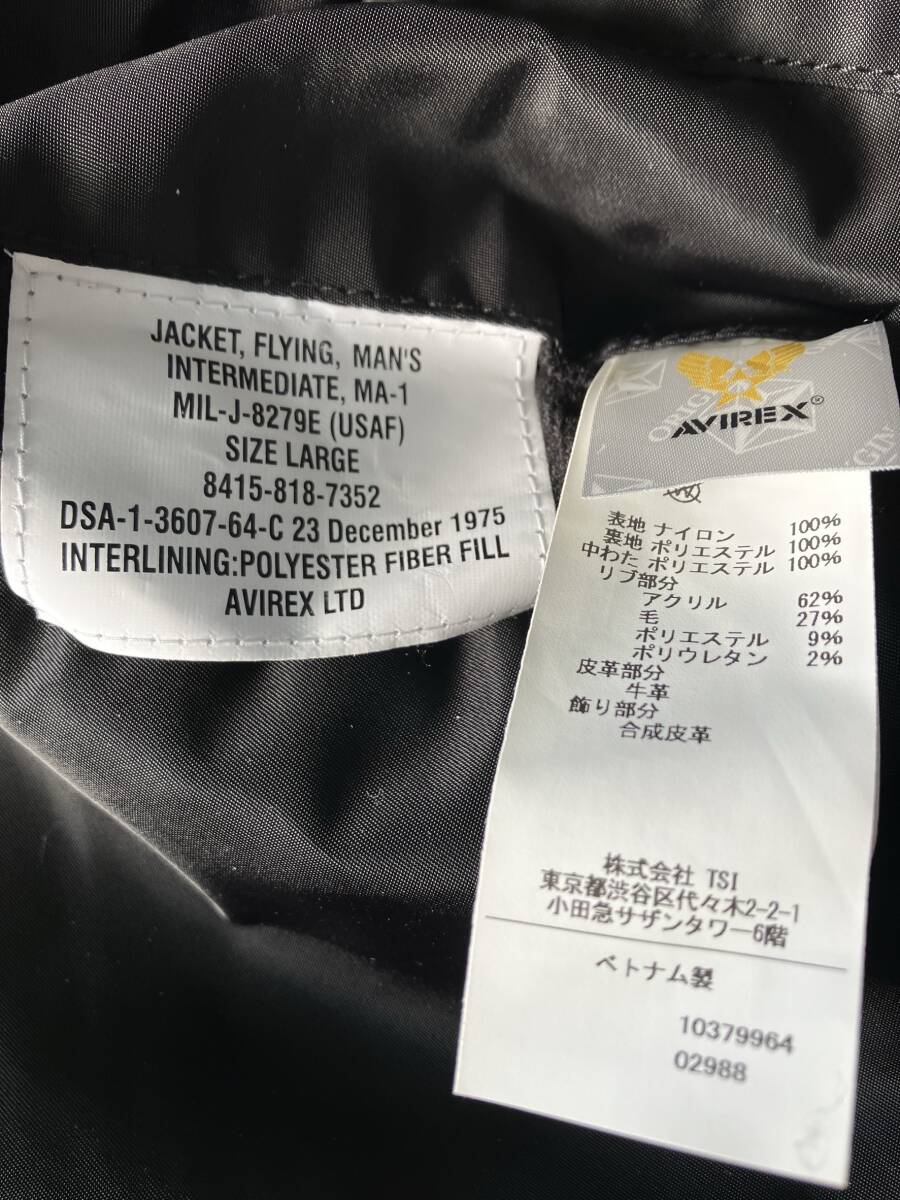 JACKET, FLYING, MAN'S
INTERMEDIATE, MA-1
MIL-J-8279E (USAF)
SIZE LARGE
8415-818-7352
DSA-1-3607-64-C 23 December 1975
INTERLINING:POLYESTER FIBER FILL
AVIREX LTD
AVIREX®
表地 ナイロン 100%
裏地 ポリエステル 100%
中わた ポリエステル 100%
リブ部分
アクリル 62%
毛 27%
ポリエステル 9%
ポリウレタン 2%
皮革部分
牛革
飾り部分
合成皮革
株式会社 TSI
東京都渋谷区代々木2-2-1
小田急サザンタワー6階
ベトナム製
10379964
02988